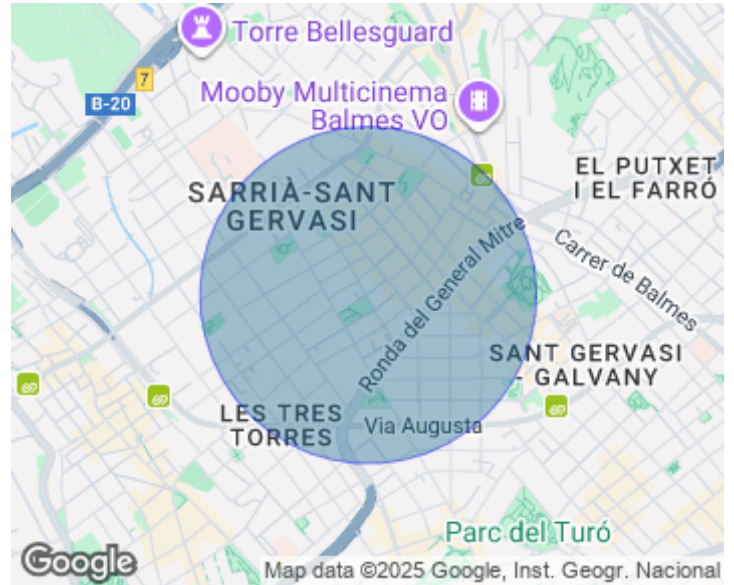 Torre Bellesguard
7
B-20
Mooby Multicinema
Balmes VO
EL PUTXET
I EL FARRÓ
SARRIÀ-SANT
GERVASI
Ronda del General Mitre
Carrer de Balmes
SANT GERVASI
- GALVANY
LES TRES
TORRES
Via Augusta
Parc del Turó
Google
Map data ©2025 Google, Inst. Geogr. Nacional